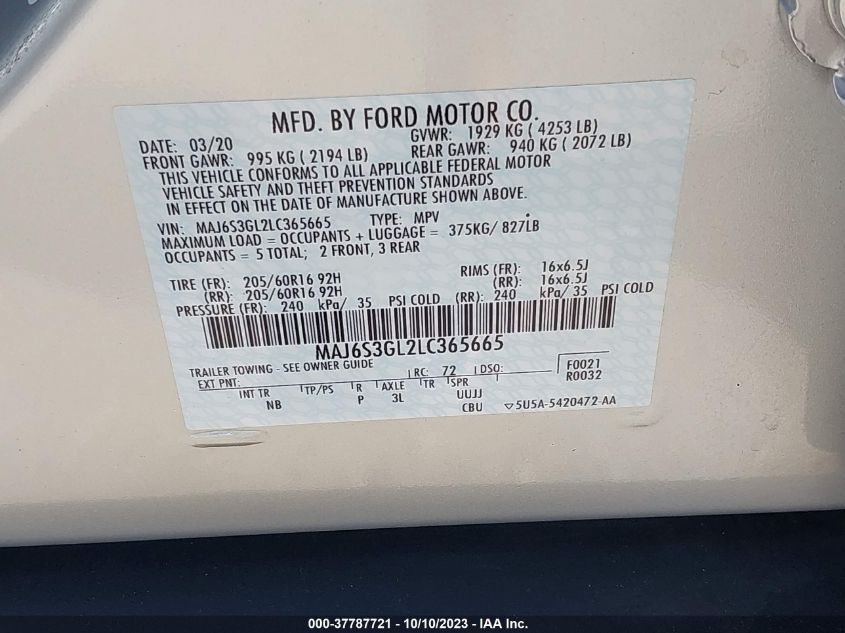 MFD. BY FORD MOTOR CO.
DATE: 03/20 GVWR: 1929 KG ( 4253 LB)
FRONT GAWR: 995 KG ( 2194 LB) REAR GAWR: 940 KG ( 2072 LB)
THIS VEHICLE CONFORMS TO ALL APPLICABLE FEDERAL MOTOR
VEHICLE SAFETY AND THEFT PREVENTION STANDARDS
IN EFFECT ON THE DATE OF MANUFACTURE SHOWN ABOVE.
VIN: MAJ6S3GL2LC365665 TYPE: MPV
MAXIMUM LOAD = OCCUPANTS + LUGGAGE = 375KG/ 827LB
OCCUPANTS = 5 TOTAL; 2 FRONT, 3 REAR
TIRE (FR): 205/60R16 92H RIMS (FR): 16x6.5J
(RR): 205/60R16 92H (RR): 16x6.5J
PRESSURE (FR): 240 kPa/ 35 PSI COLD (RR): 240 kPa/ 35 PSI COLD
MAJ6S3GL2LC365665
TRAILER TOWING - SEE OWNER GUIDE
EXT PNT: RC: 72 DSO: F0021
R0032
INT TR TP/PS R AXLE TR SPR
NB P 3L UUJJ
CBU ▽5U5A-5420472-AA
000-37787721 - 10/10/2023 - IAA Inc.